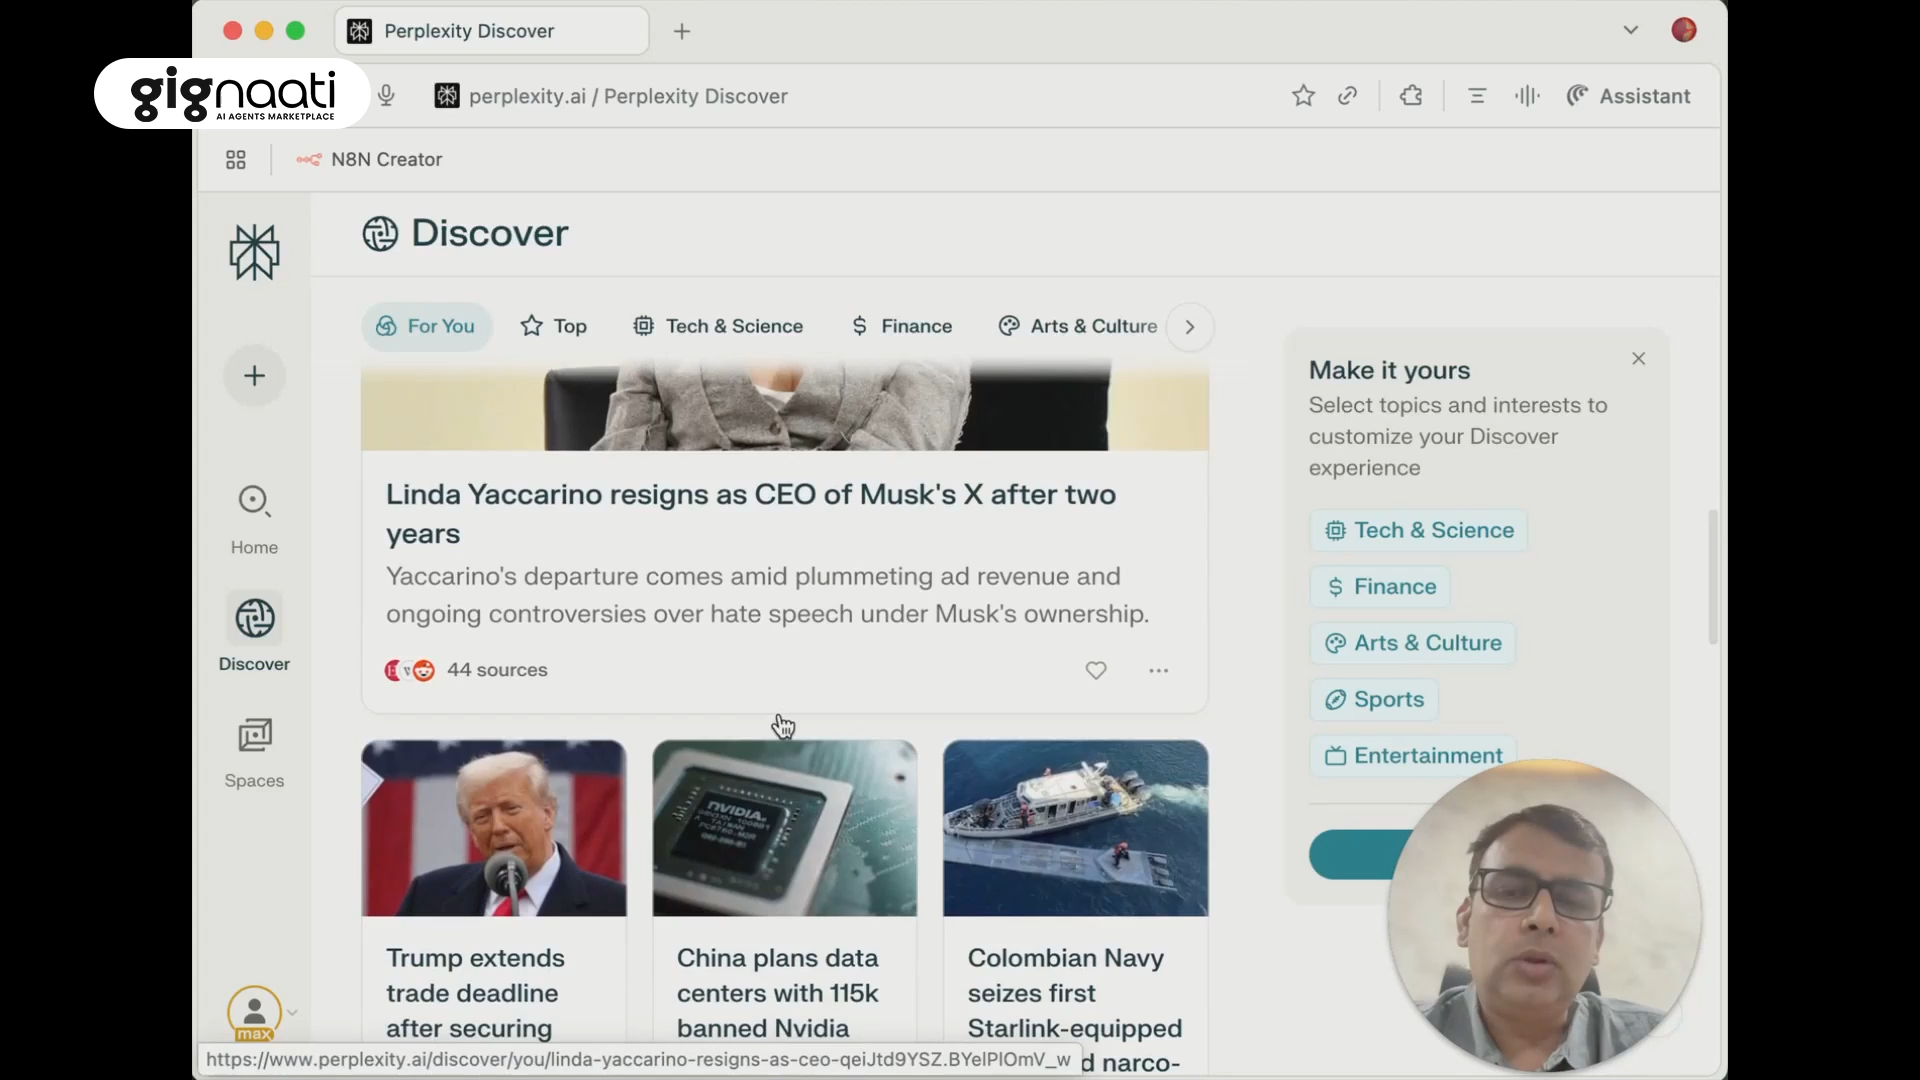 Perplexity Discover
gignaati
AI AGENTS MARKETPLACE
perplexity.ai / Perplexity Discover
Assistant
N8N Creator
Discover
For You
Top
Tech & Science
Finance
Arts & Culture
Make it yours
Select topics and interests to
customize your Discover
experience
Tech & Science
Finance
Arts & Culture
Sports
Entertainment
Linda Yaccarino resigns as CEO of Musk's X after two
years
Yaccarino's departure comes amid plummeting ad revenue and
ongoing controversies over hate speech under Musk's ownership.
44 sources
Home
Discover
Spaces
max
NVIDIA
Trump extends
trade deadline
after securing
China plans data
centers with 115k
banned Nvidia
Colombian Navy
seizes first
Starlink-equipped
d narco-
https://www.perplexity.ai/discover/you/linda-yaccarino-resigns-as-ceo-qeiJtd9YSZ.BYelPlOmV_w